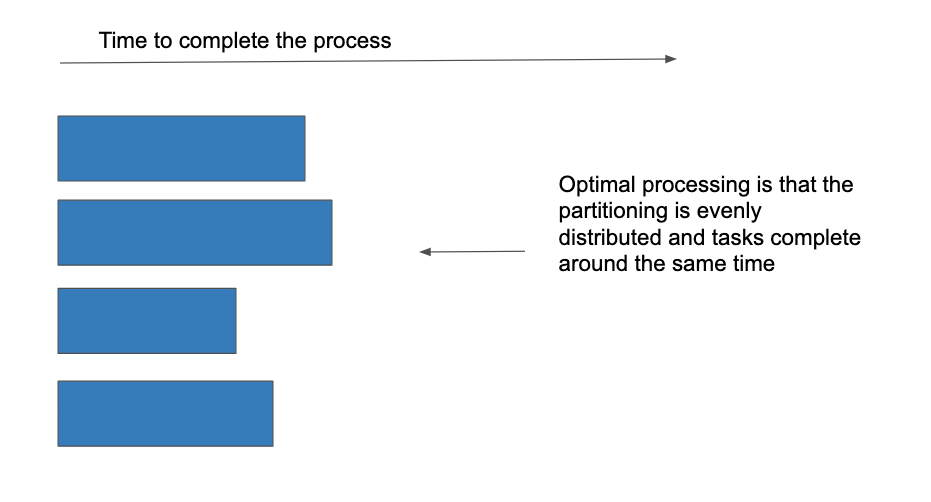 Time to complete the process
Optimal processing is that the
partitioning is evenly
distributed and tasks complete
around the same time